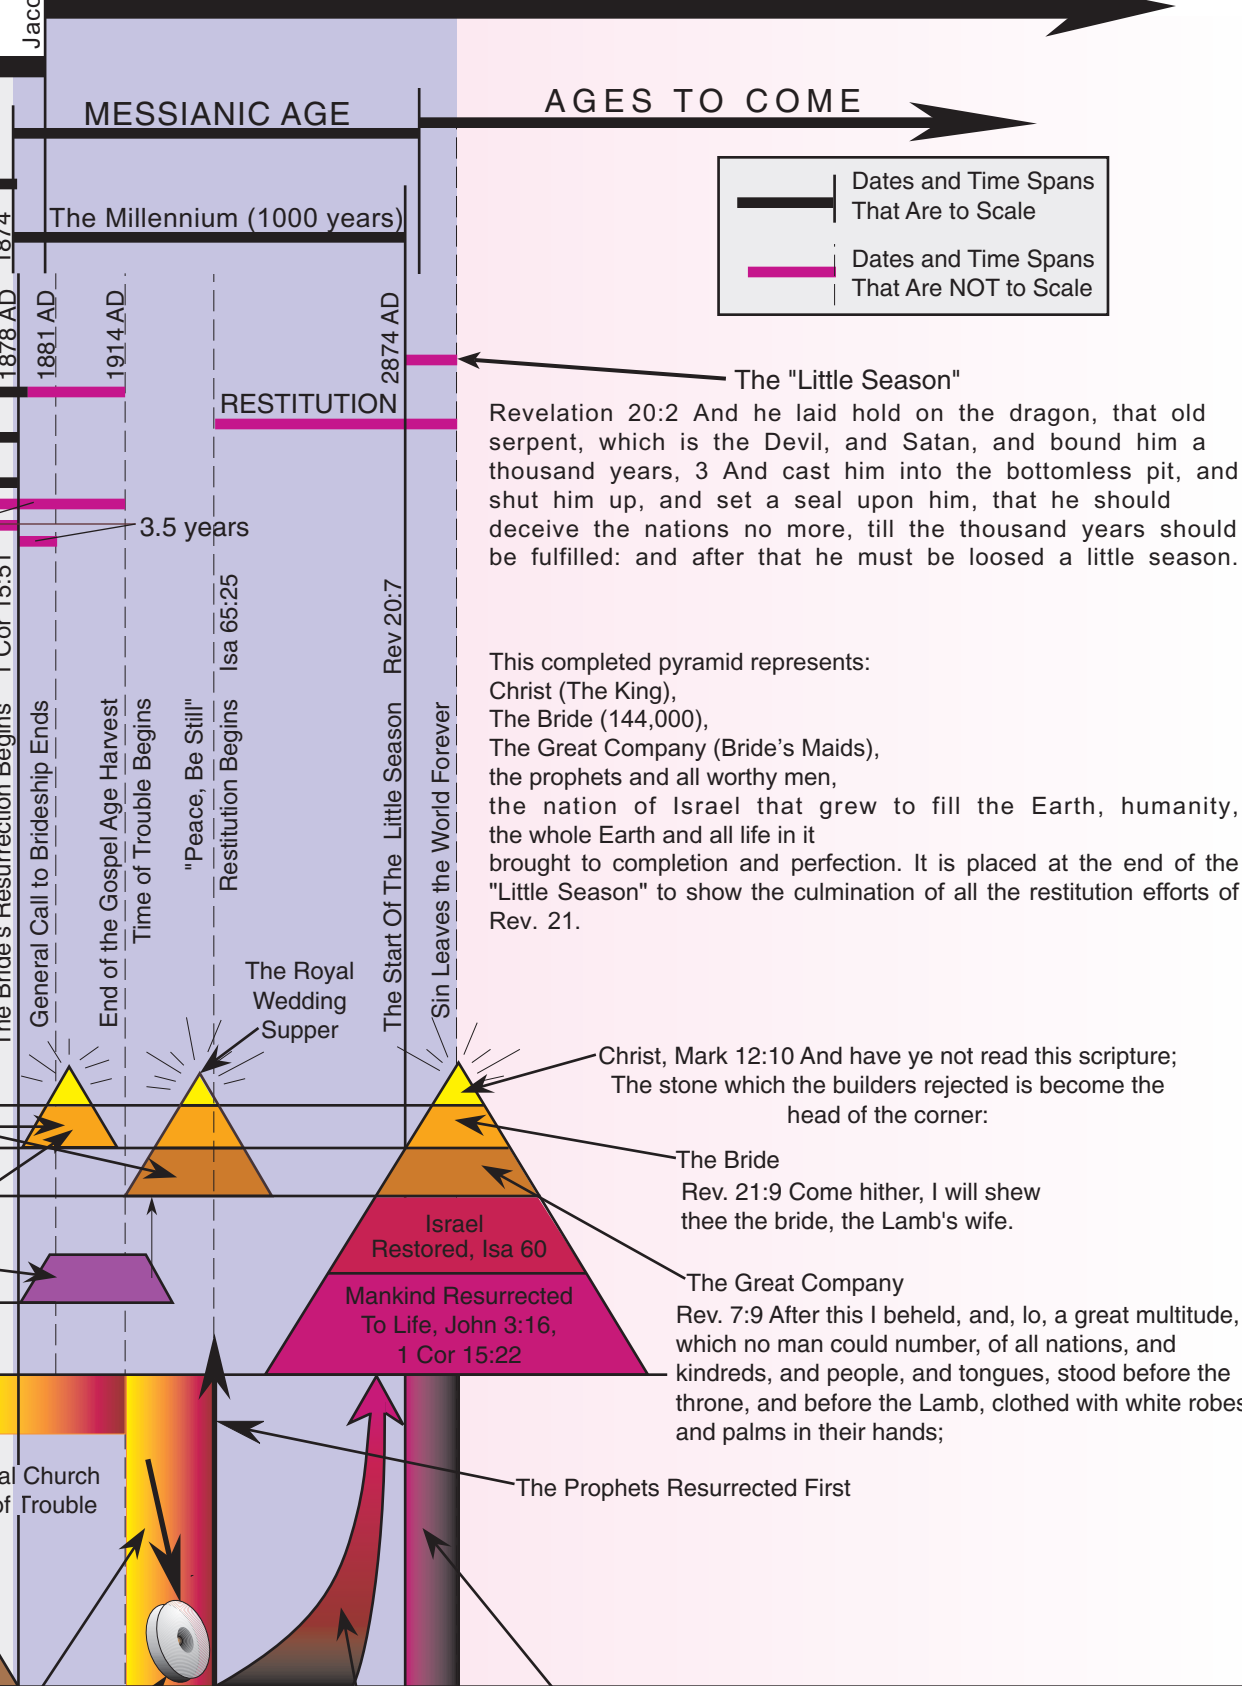 Jaco
MESSIANIC AGE
AGES TO COME
Dates and Time Spans
That Are to Scale
Dates and Time Spans
That Are NOT to Scale
The Millennium (1000 years)
1874
1878 AD
1881 AD
1914 AD
2874 AD
RESTITUTION
The "Little Season"
Revelation 20:2 And he laid hold on the dragon, that old
serpent, which is the Devil, and Satan, and bound him a
thousand years, 3 And cast him into the bottomless pit, and
shut him up, and set a seal upon him, that he should
deceive the nations no more, till the thousand years should
be fulfilled: and after that he must be loosed a little season.
3.5 years
The Bride's Resurrection Begins 1 Cor 15:51
General Call to Brideship Ends
End of the Gospel Age Harvest
Time of Trouble Begins
"Peace, Be Still"
Restitution Begins Isa 65:25
The Start Of The Little Season Rev 20:7
Sin Leaves the World Forever
This completed pyramid represents:
Christ (The King),
The Bride (144,000),
The Great Company (Bride's Maids),
the prophets and all worthy men,
the nation of Israel that grew to fill the Earth, humanity,
the whole Earth and all life in it
brought to completion and perfection. It is placed at the end of the
"Little Season" to show the culmination of all the restitution efforts of
Rev. 21.
The Royal
Wedding
Supper
Christ, Mark 12:10 And have ye not read this scripture;
The stone which the builders rejected is become the
head of the corner:
The Bride
Rev. 21:9 Come hither, I will shew
thee the bride, the Lamb's wife.
Israel
Restored, Isa 60
Mankind Resurrected
To Life, John 3:16,
1 Cor 15:22
The Great Company
Rev. 7:9 After this I beheld, and, lo, a great multitude,
which no man could number, of all nations, and
kindreds, and people, and tongues, stood before the
throne, and before the Lamb, clothed with white robes
and palms in their hands;
The Prophets Resurrected First
al Church
of Trouble